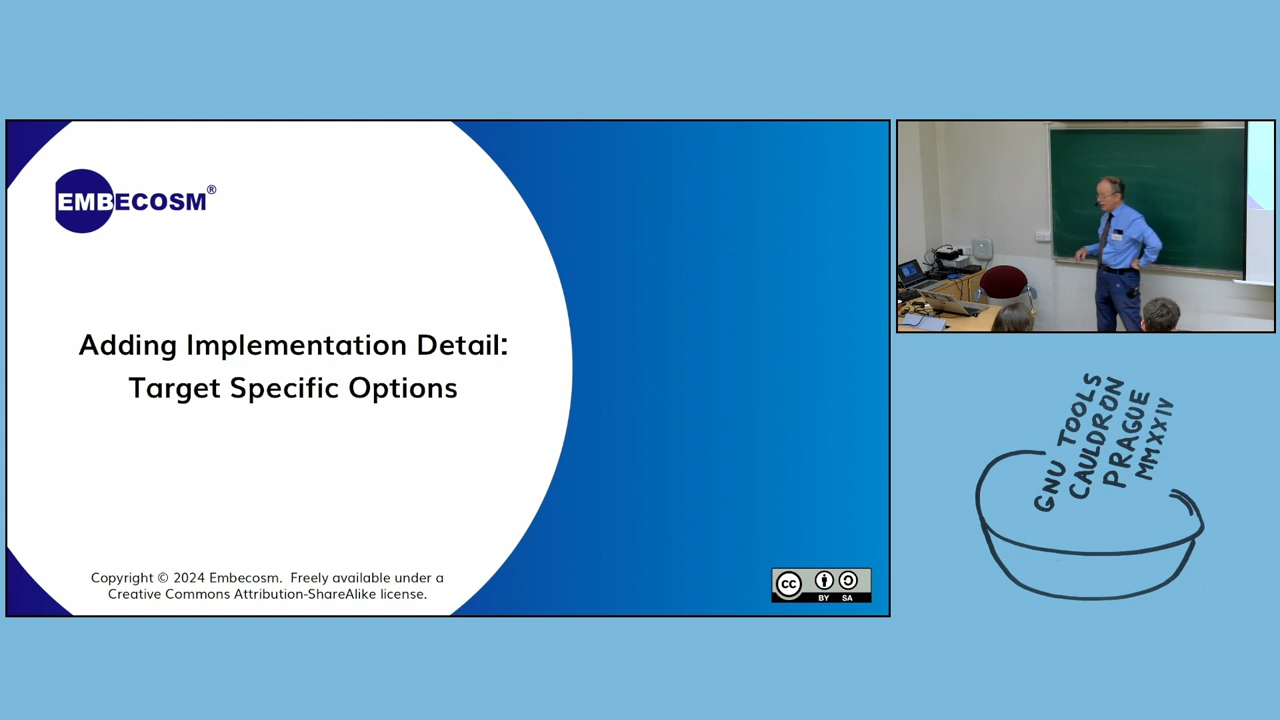 EMBECOSM®
Adding Implementation Detail:
Target Specific Options
Copyright © 2024 Embecosm. Freely available under a
Creative Commons Attribution-ShareAlike license.
cc
BY SA
GNU TOOLS
CAULDRON
PRAGUE
MMXXIV